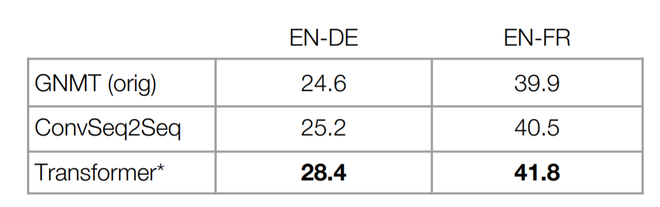 EN-DE EN-FR
GNMT (orig) 24.6 39.9
ConvSeq2Seq 25.2 40.5
Transformer* 28.4 41.8